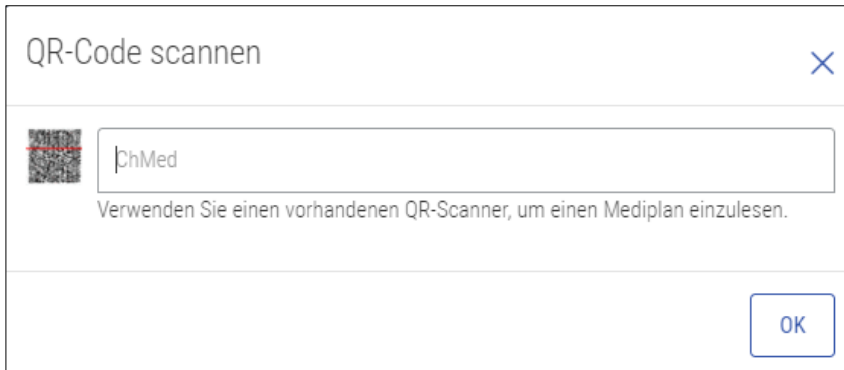 QR-Code scannen
ChMed
Verwenden Sie einen vorhandenen QR-Scanner, um einen Mediplan einzulesen.
OK